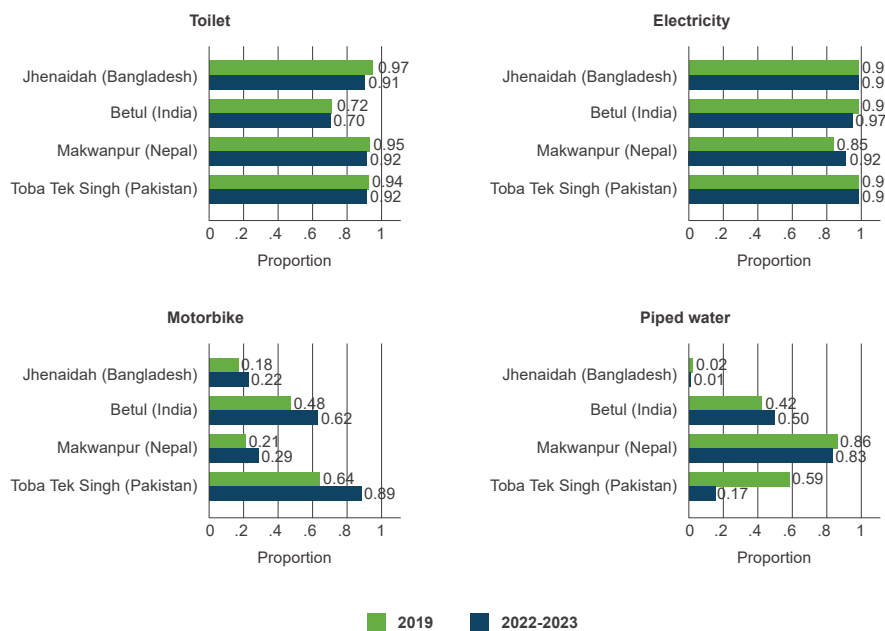 Toilet
Jhenaidah (Bangladesh)
0.97
0.91
Betul (India)
0.72
0.70
Makwanpur (Nepal)
0.95
0.92
Toba Tek Singh (Pakistan)
0.94
0.92
0 .2 .4 .6 .8 1
Proportion
Electricity
Jhenaidah (Bangladesh)
0.9
0.9
Betul (India)
0.9
0.97
Makwanpur (Nepal)
0.85
0.92
Toba Tek Singh (Pakistan)
0.9
0.9
0 .2 .4 .6 .8 1
Proportion
Motorbike
Jhenaidah (Bangladesh)
0.18
0.22
Betul (India)
0.48
0.62
Makwanpur (Nepal)
0.21
0.29
Toba Tek Singh (Pakistan)
0.64
0.89
0 .2 .4 .6 .8 1
Proportion
Piped water
Jhenaidah (Bangladesh)
0.02
0.01
Betul (India)
0.42
0.50
Makwanpur (Nepal)
0.86
0.83
Toba Tek Singh (Pakistan)
0.59
0.17
0 .2 .4 .6 .8 1
Proportion
2019 2022-2023